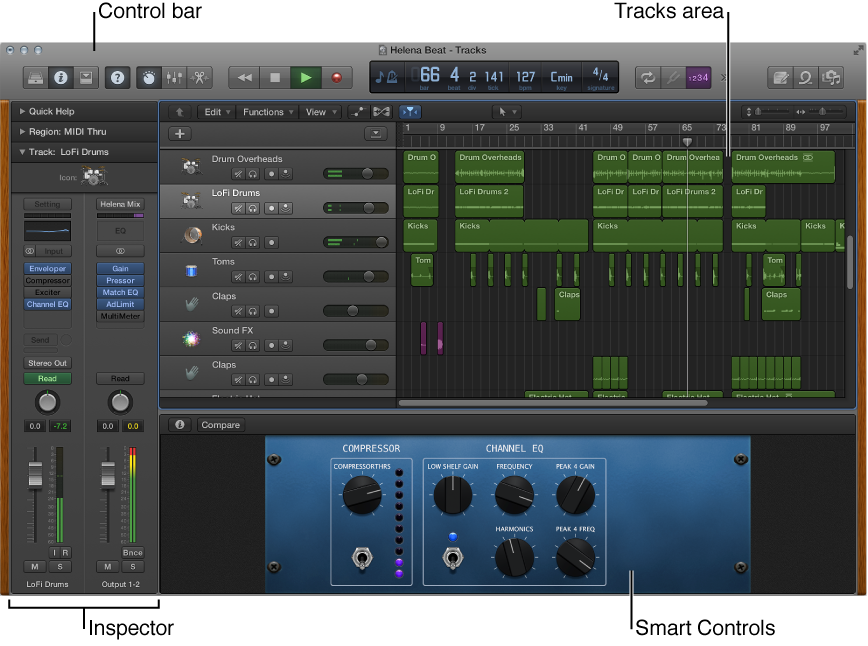 Control bar
Tracks area
Helena Beat - Tracks
66 4 2 141 127 Cmin 4/4
bar beat div tick bpm key signature
1234
Quick Help
Region: MIDI Thru
Track: LoFi Drums
Icon:
Edit Functions View
1 9 17 25 33 41 49 57 65 73 81 89 97
Setting
Input
Enveloper
Compressor
Exciter
Channel EQ
Send
Stereo Out
Read
0.0 -7.2
I R
M S
LoFi Drums
Helena Mix
EQ
Gain
Pressor
Match EQ
AdLimit
MultiMeter
Read
0.0 0.0
Bnce
M S
Output 1-2
Drum Overheads
Drum O
Drum Overheads
Drum O
Drum O
Drum Overhea
Drum Overheads
LoFi Drums
LoFi Dr
LoFi Drums 2
LoFi Dr
LoFi Dr
LoFi Drums 2
LoFi Dr
Kicks
Kicks
Kicks
Kicks
Kicks
Kicks
K
Toms
Tom
Tom
Claps
Claps
Claps
Sound FX
Claps
Compare
COMPRESSOR
COMPRESSORTHRS
CHANNEL EQ
LOW SHELF GAIN
FREQUENCY
PEAK 4 GAIN
HARMONICS
PEAK 4 FREQ
Inspector
Smart Controls